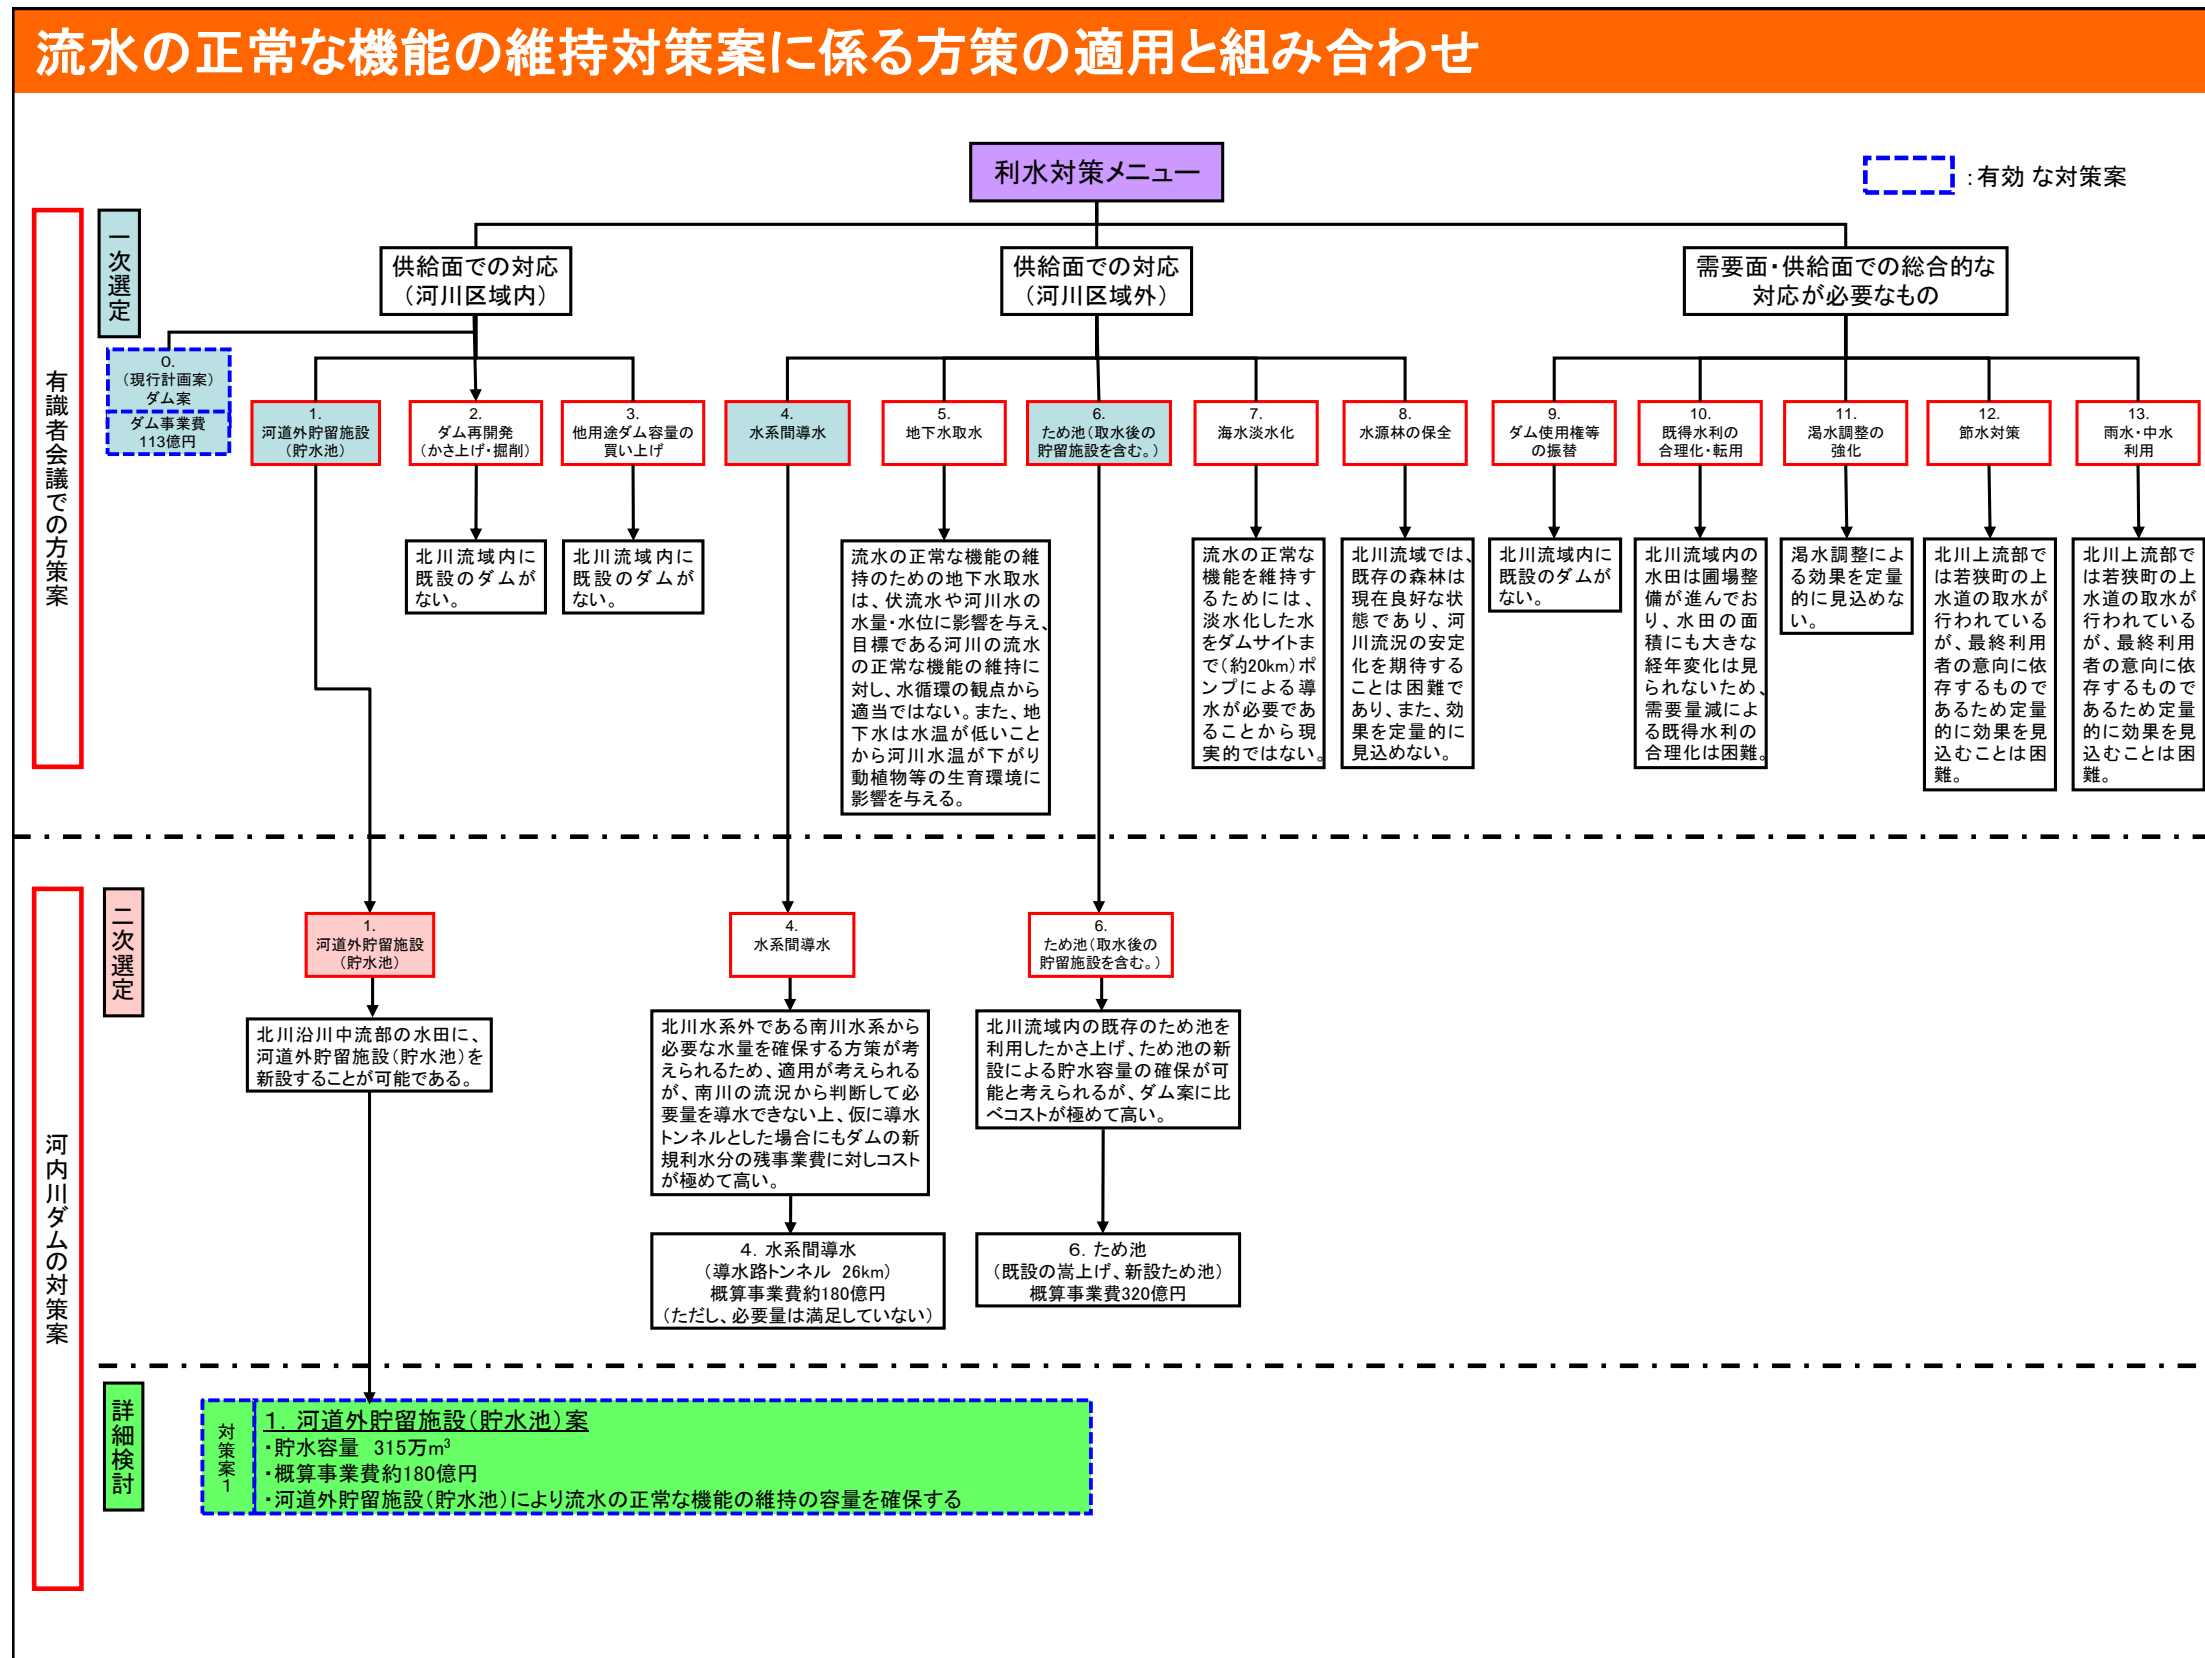 流水の正常な機能の維持対策案に係る方策の適用と組み合わせ
利水対策メニュー
:有効 な対策案
有識者会議での方策案
一次選定
供給面での対応
(河川区域内)
供給面での対応
(河川区域外)
需要面・供給面での総合的な
対応が必要なもの
0.
(現行計画案)
ダム案
ダム事業費
113億円
1.
河道外貯留施設
(貯水池)
2.
ダム再開発
(かさ上げ・掘削)
3.
他用途ダム容量の
買い上げ
4.
水系間導水
5.
地下水取水
6.
ため池(取水後の
貯留施設を含む。)
7.
海水淡水化
8.
水源林の保全
9.
ダム使用権等
の振替
10.
既得水利の
合理化・転用
11.
渇水調整の
強化
12.
節水対策
13.
雨水・中水
利用
北川流域内に
既設のダムが
ない。
北川流域内に
既設のダムが
ない。
流水の正常な機能の維
持のための地下水取水
は、伏流水や河川水の
水量・水位に影響を与え、
目標である河川の流水
の正常な機能の維持に
対し、水循環の観点から
適当ではない。また、地
下水は水温が低いこと
から河川水温が下がり
動植物等の生育環境に
影響を与える。
流水の正常な
機能を維持す
るためには、
淡水化した水
をダムサイトま
で(約20km)ポ
ンプによる導
水が必要であ
ることから現
実的ではない。
北川流域では、
既存の森林は
現在良好な状
態であり、河
川流況の安定
化を期待する
ことは困難で
あり、また、効
果を定量的に
見込めない。
北川流域内に
既設のダムが
ない。
北川流域内の
水田は圃場整
備が進んでお
り、水田の面
積にも大きな
経年変化は見
られないため、
需要量減によ
る既得水利の
合理化は困難。
渇水調整によ
る効果を定量
的に見込めな
い。
北川上流部で
は若狭町の上
水道の取水が
行われている
が、最終利用
者の意向に依
存するもので
あるため定量
的に効果を見
込むことは困
難。
北川上流部で
は若狭町の上
水道の取水が
行われている
が、最終利用
者の意向に依
存するもので
あるため定量
的に効果を見
込むことは困
難。
河内川ダムの対策案
二次選定
1.
河道外貯留施設
(貯水池)
4.
水系間導水
6.
ため池(取水後の
貯留施設を含む。)
北川沿川中流部の水田に、
河道外貯留施設(貯水池)を
新設することが可能である。
北川水系外である南川水系から
必要な水量を確保する方策が考
えられるため、適用が考えられる
が、南川の流況から判断して必
要量を導水できない上、仮に導水
トンネルとした場合にもダムの新
規利水分の残事業費に対しコスト
が極めて高い。
北川流域内の既存のため池を
利用したかさ上げ、ため池の新
設による貯水容量の確保が可
能と考えられるが、ダム案に比
べコストが極めて高い。
4. 水系間導水
(導水路トンネル 26km)
概算事業費約180億円
(ただし、必要量は満足していない)
6. ため池
(既設の嵩上げ、新設ため池)
概算事業費320億円
詳細検討
対策案1
1. 河道外貯留施設(貯水池)案
・貯水容量 315万m³
・概算事業費約180億円
・河道外貯留施設(貯水池)により流水の正常な機能の維持の容量を確保する